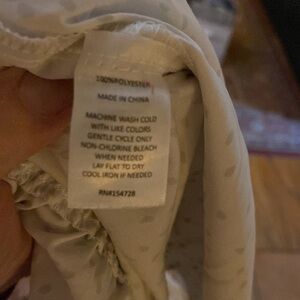 100%POLYESTER
MADE IN CHINA
MACHINE WASH COLD
WITH LIKE COLORS
GENTLE CYCLE ONLY
NON-CHLORINE BLEACH
WHEN NEEDED
LAY FLAT TO DRY
COOL IRON IF NEEDED
RN#154728